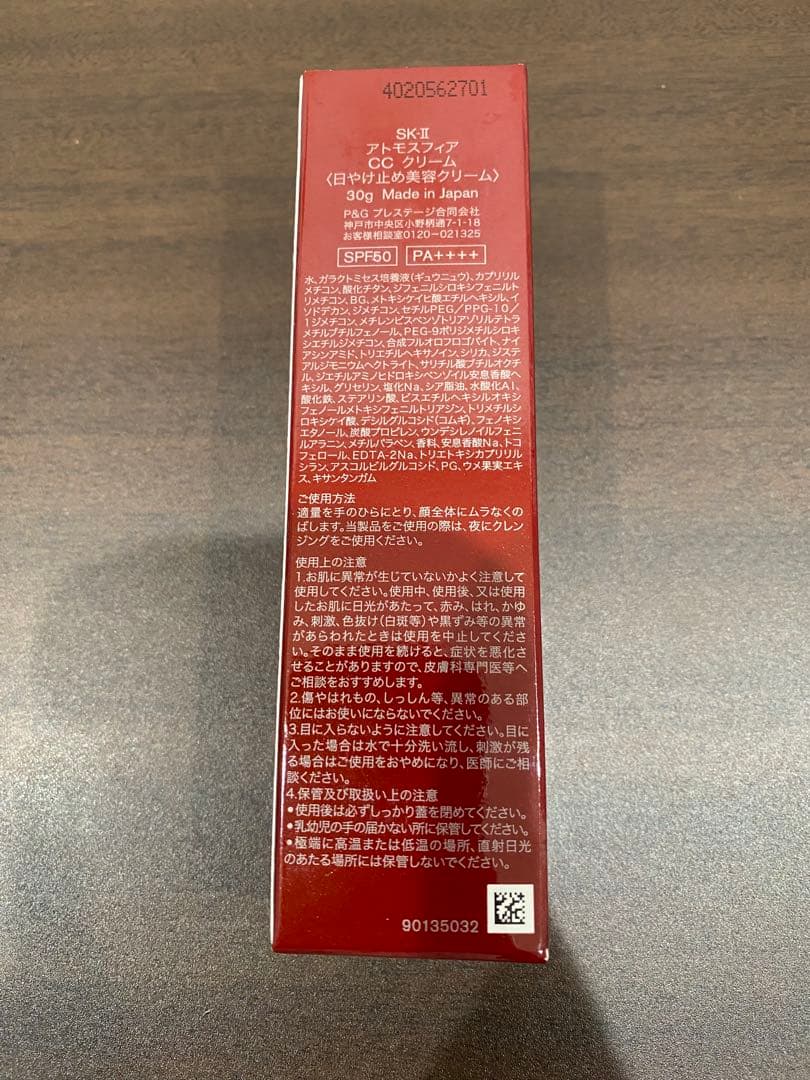 4020562701
SK-II
アトモスフィア
CC クリーム
〈日やけ止め美容クリーム〉
30g Made in Japan
P&G プレステージ合同会社
神戸市中央区小野柄通7-1-18
お客様相談室0120-021325
SPF50 PA++++
水、ガラクトミセス培養液(ギュウニュウ)、カプリリル
メチコン、酸化チタン、ジフェニルシロキシフェニルト
リメチコン、BG、メトキシケイヒ酸エチルヘキシル、イ
ソドデカン、ジメチコン、セチルPEG/PPG-10/
1ジメチコン、メチレンビスベンゾトリアゾリルテトラ
メチルブチルフェノール、PEG-9ポリジメチルシロキ
シエチルジメチコン、合成フルオロフロゴパイト、ナイ
アシンアミド、トリエチルヘキサノイン、シリカ、ジステ
アルジモニウムヘクトライト、サリチル酸ブチルオクチ
ル、ジエチルアミノヒドロキシベンゾイル安息香酸ヘ
キシル、グリセリン、塩化Na、シア脂油、水酸化Al、
酸化鉄、ステアリン酸、ビスエチルヘキシルオキシ
フェノールメトキシフェニルトリアジン、トリメチルシ
ロキシケイ酸、デシルグルコシド(コムギ)、フェノキシ
エタノール、炭酸プロピレン、ウンデシレノイルフェニ
ルアラニン、メチルパラベン、香料、安息香酸Na、トコ
フェロール、EDTA-2Na、トリエトキシカプリリル
シラン、アスコルビルグルコシド、PG、ウメ果実エキ
ス、キサンタンガム
ご使用方法
適量を手のひらにとり、顔全体にムラなくの
ばします。当製品をご使用の際は、夜にクレン
ジングをご使用ください。
使用上の注意
1.お肌に異常が生じていないかよく注意して
使用してください。使用中、使用後、又は使用
したお肌に日光があたって、赤み、はれ、かゆ
み、刺激、色抜け(白斑等)や黒ずみ等の異常
があらわれたときは使用を中止してくださ
い。そのまま使用を続けると、症状を悪化さ
せることがありますので、皮膚科専門医等へ
ご相談をおすすめします。
2.傷やはれもの、しっしん等、異常のある部
位にはお使いにならないでください。
3.目に入らないように注意してください。目に
入った場合は水で十分洗い流し、刺激が残
る場合はご使用をおやめになり、医師にご相
談ください。
4.保管及び取扱い上の注意
•使用後は必ずしっかり蓋を閉めてください。
•乳幼児の手の届かない所に保管してください。
•極端に高温または低温の場所、直射日光
のあたる場所には保管しないでください。
90135032